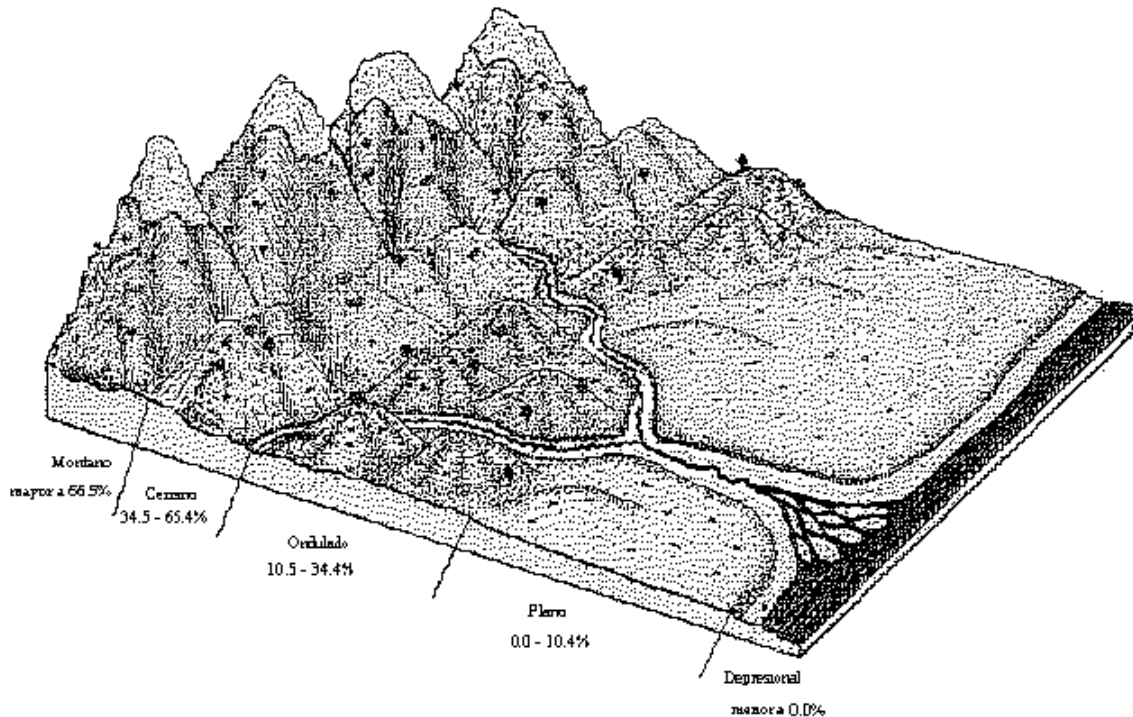 Montano
mayor a 66.5%
Cerrano
34.5 - 65.4%
Ondulado
10.5 - 34.4%
Plano
0.0 - 10.4%
Depresional
menor a 0.0%